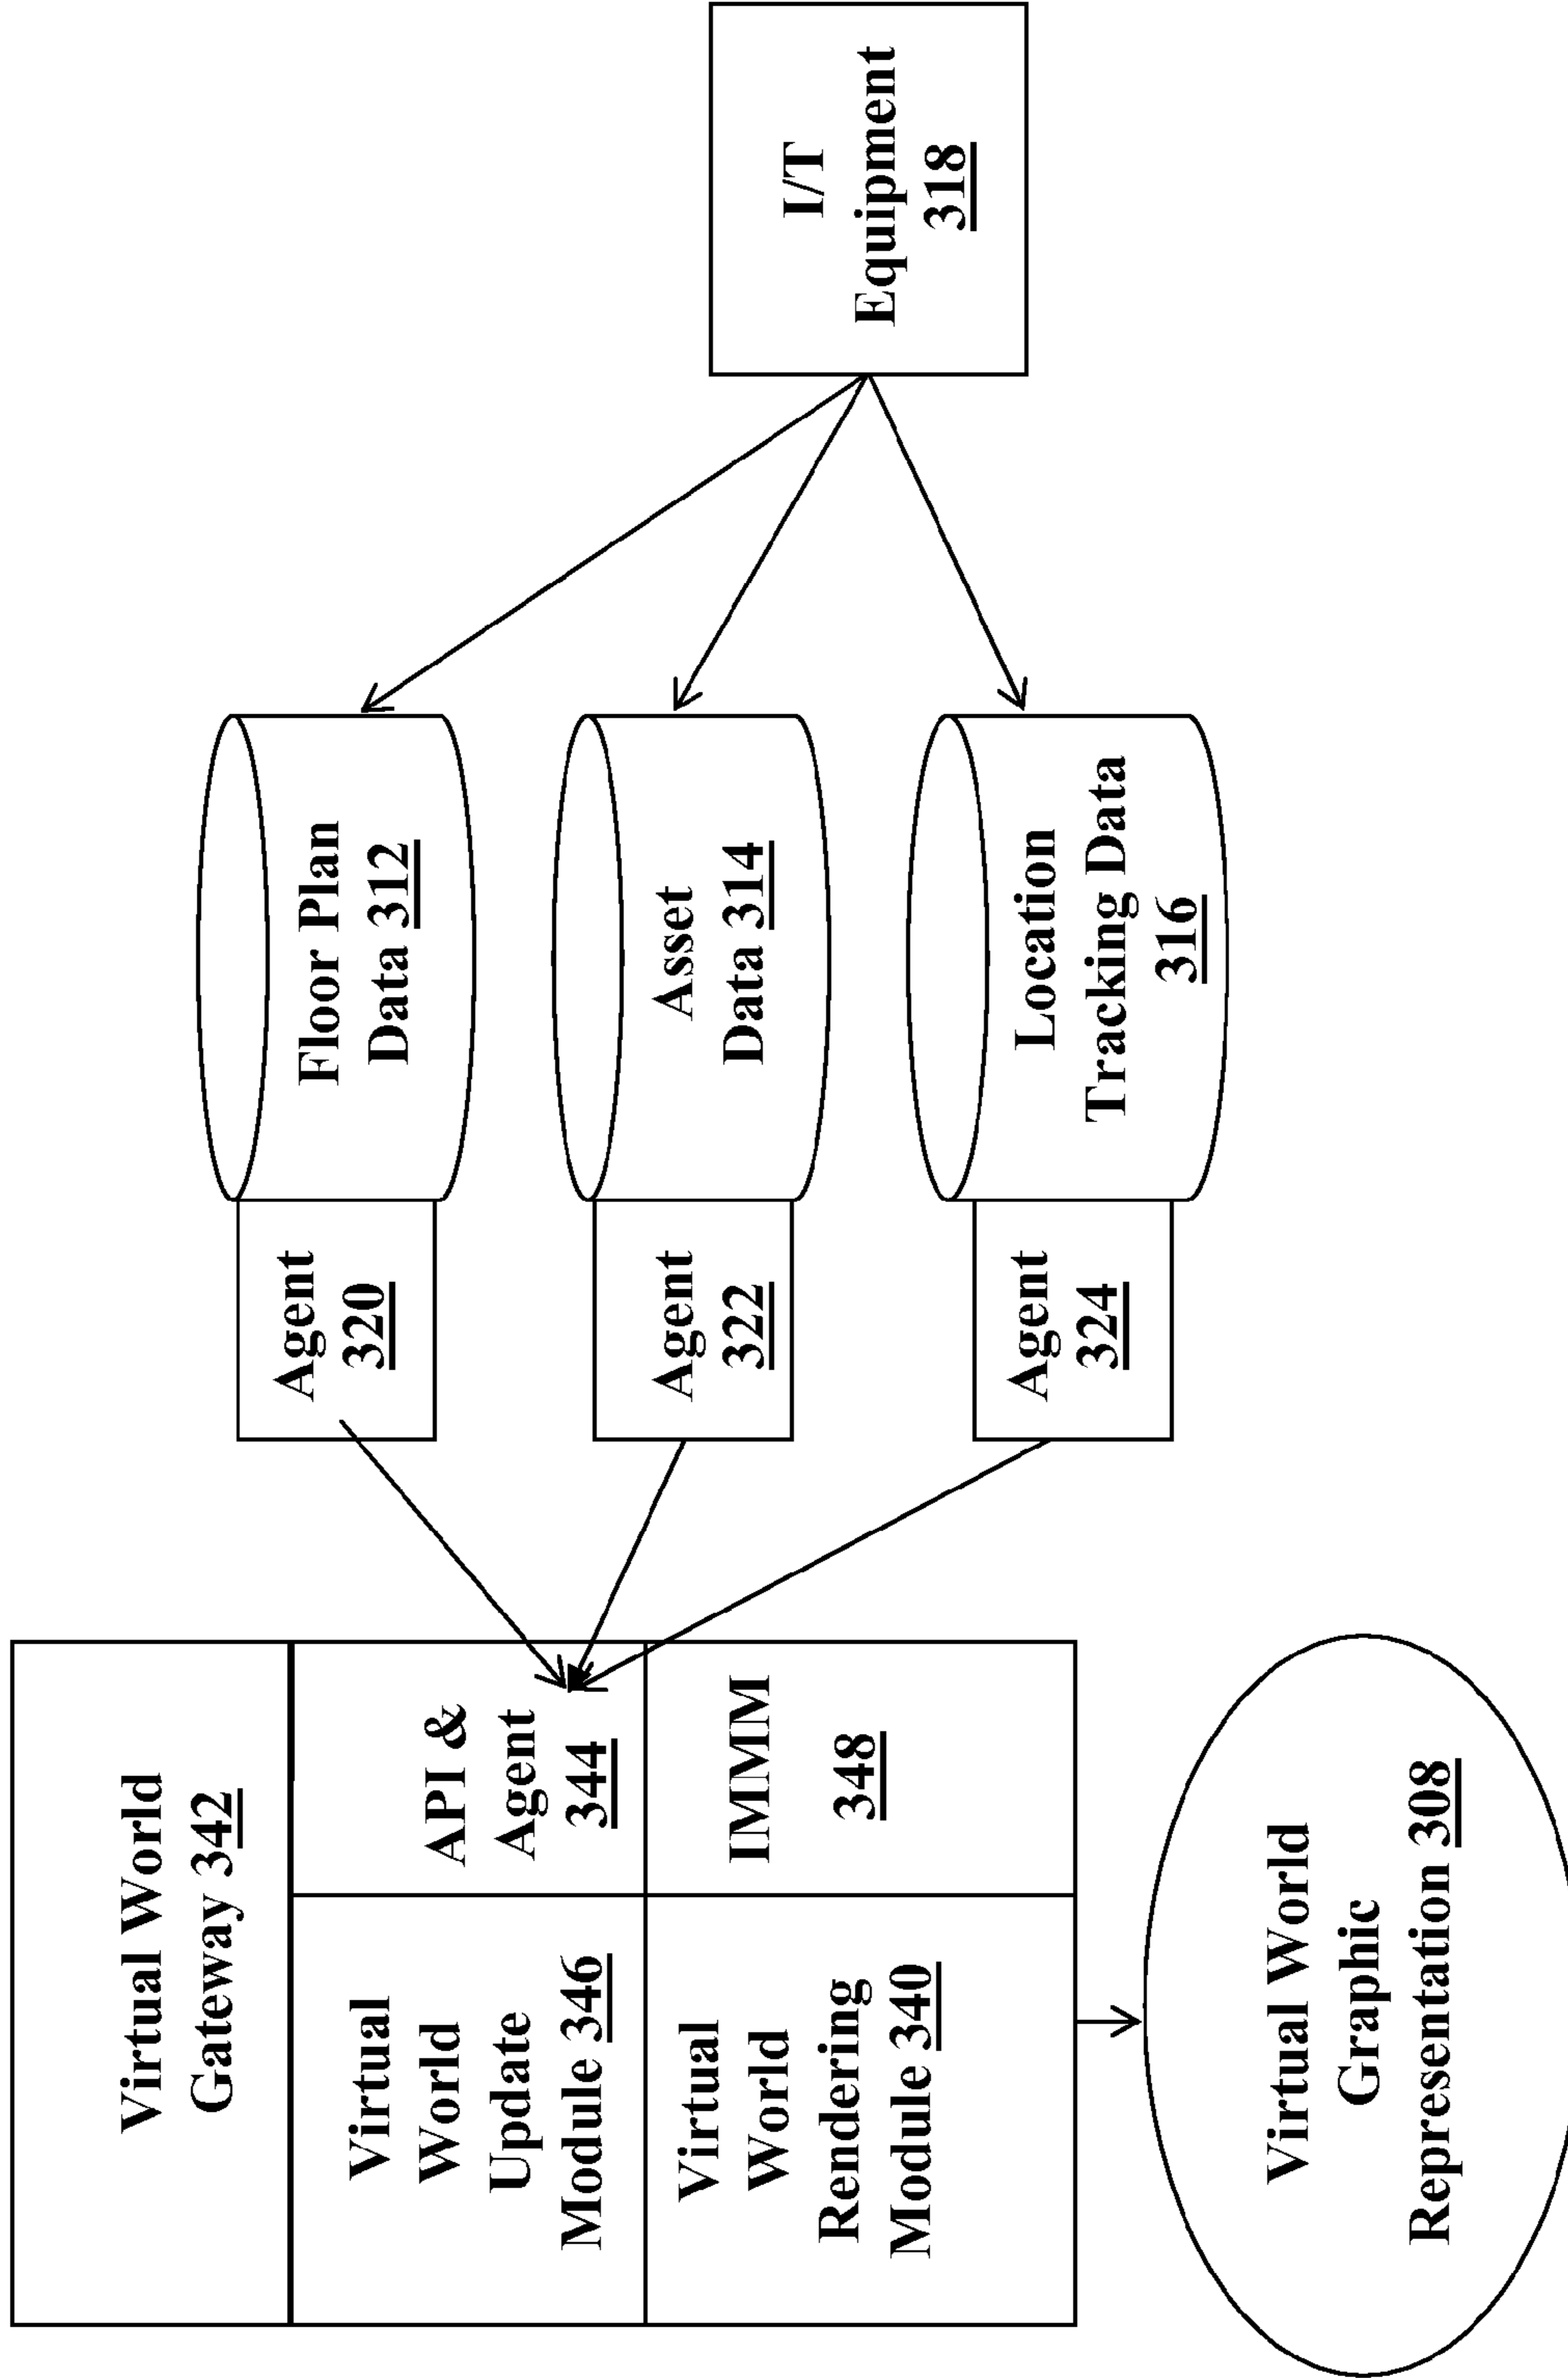 Virtual World
Gateway 342
Virtual
World
Update
Module 346
API &
Agent
344
Virtual
World
Rendering
Module 340
IMMM
348
Virtual World
Graphic
Representation 308
Agent
320
Floor Plan
Data 312
Agent
322
Asset
Data 314
Agent
324
Location
Tracking Data
316
I/T
Equipment
318